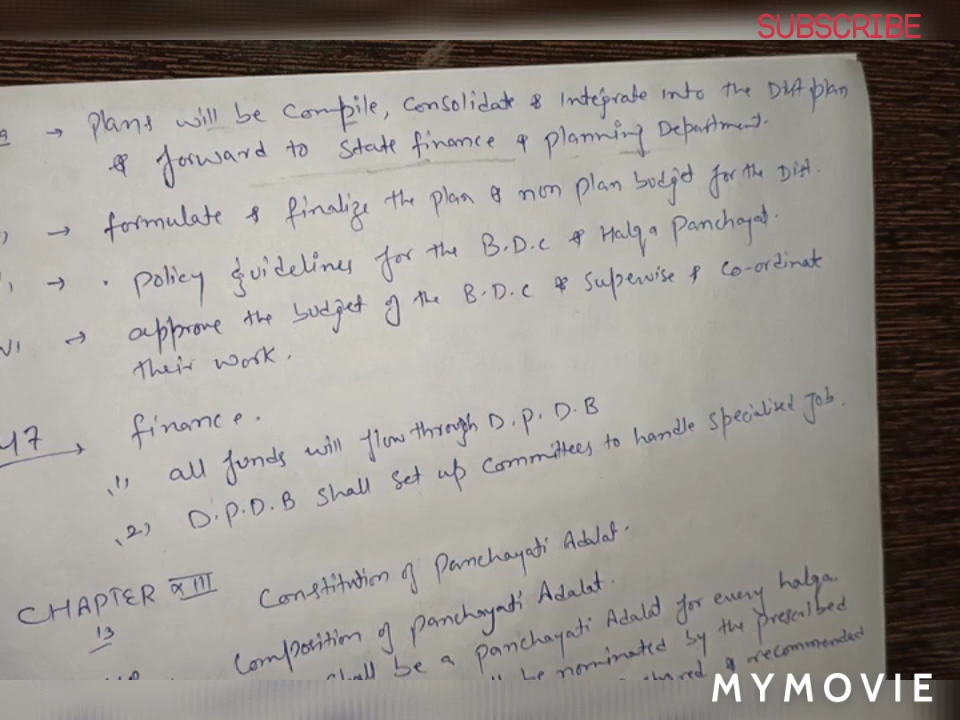 SUBSCRIBE
→ Plans will be Compile, Consolidate & Integrate into the Dist plan
& forward to State finance & planning Department.
→ formulate & finalize the plan & non plan budget for the Dist.
→ . Policy guidelines for the B.D.C & Halqa Panchayat.
VI → approve the budget of the B.D.C & Supervise & co-ordinate
their work.
47 → finance.
(1) all funds will flow through D.P.D.B
(2) D.P.D.B Shall set up Committees to handle specialised Job.
CHAPTER XIII Constitution of Panchayati Adalat.
13
Composition of Panchayati Adalat.
shall be a Panchayati Adalat for every halqa.
be nominated by the prescribed
& recommended
MYMOVIE